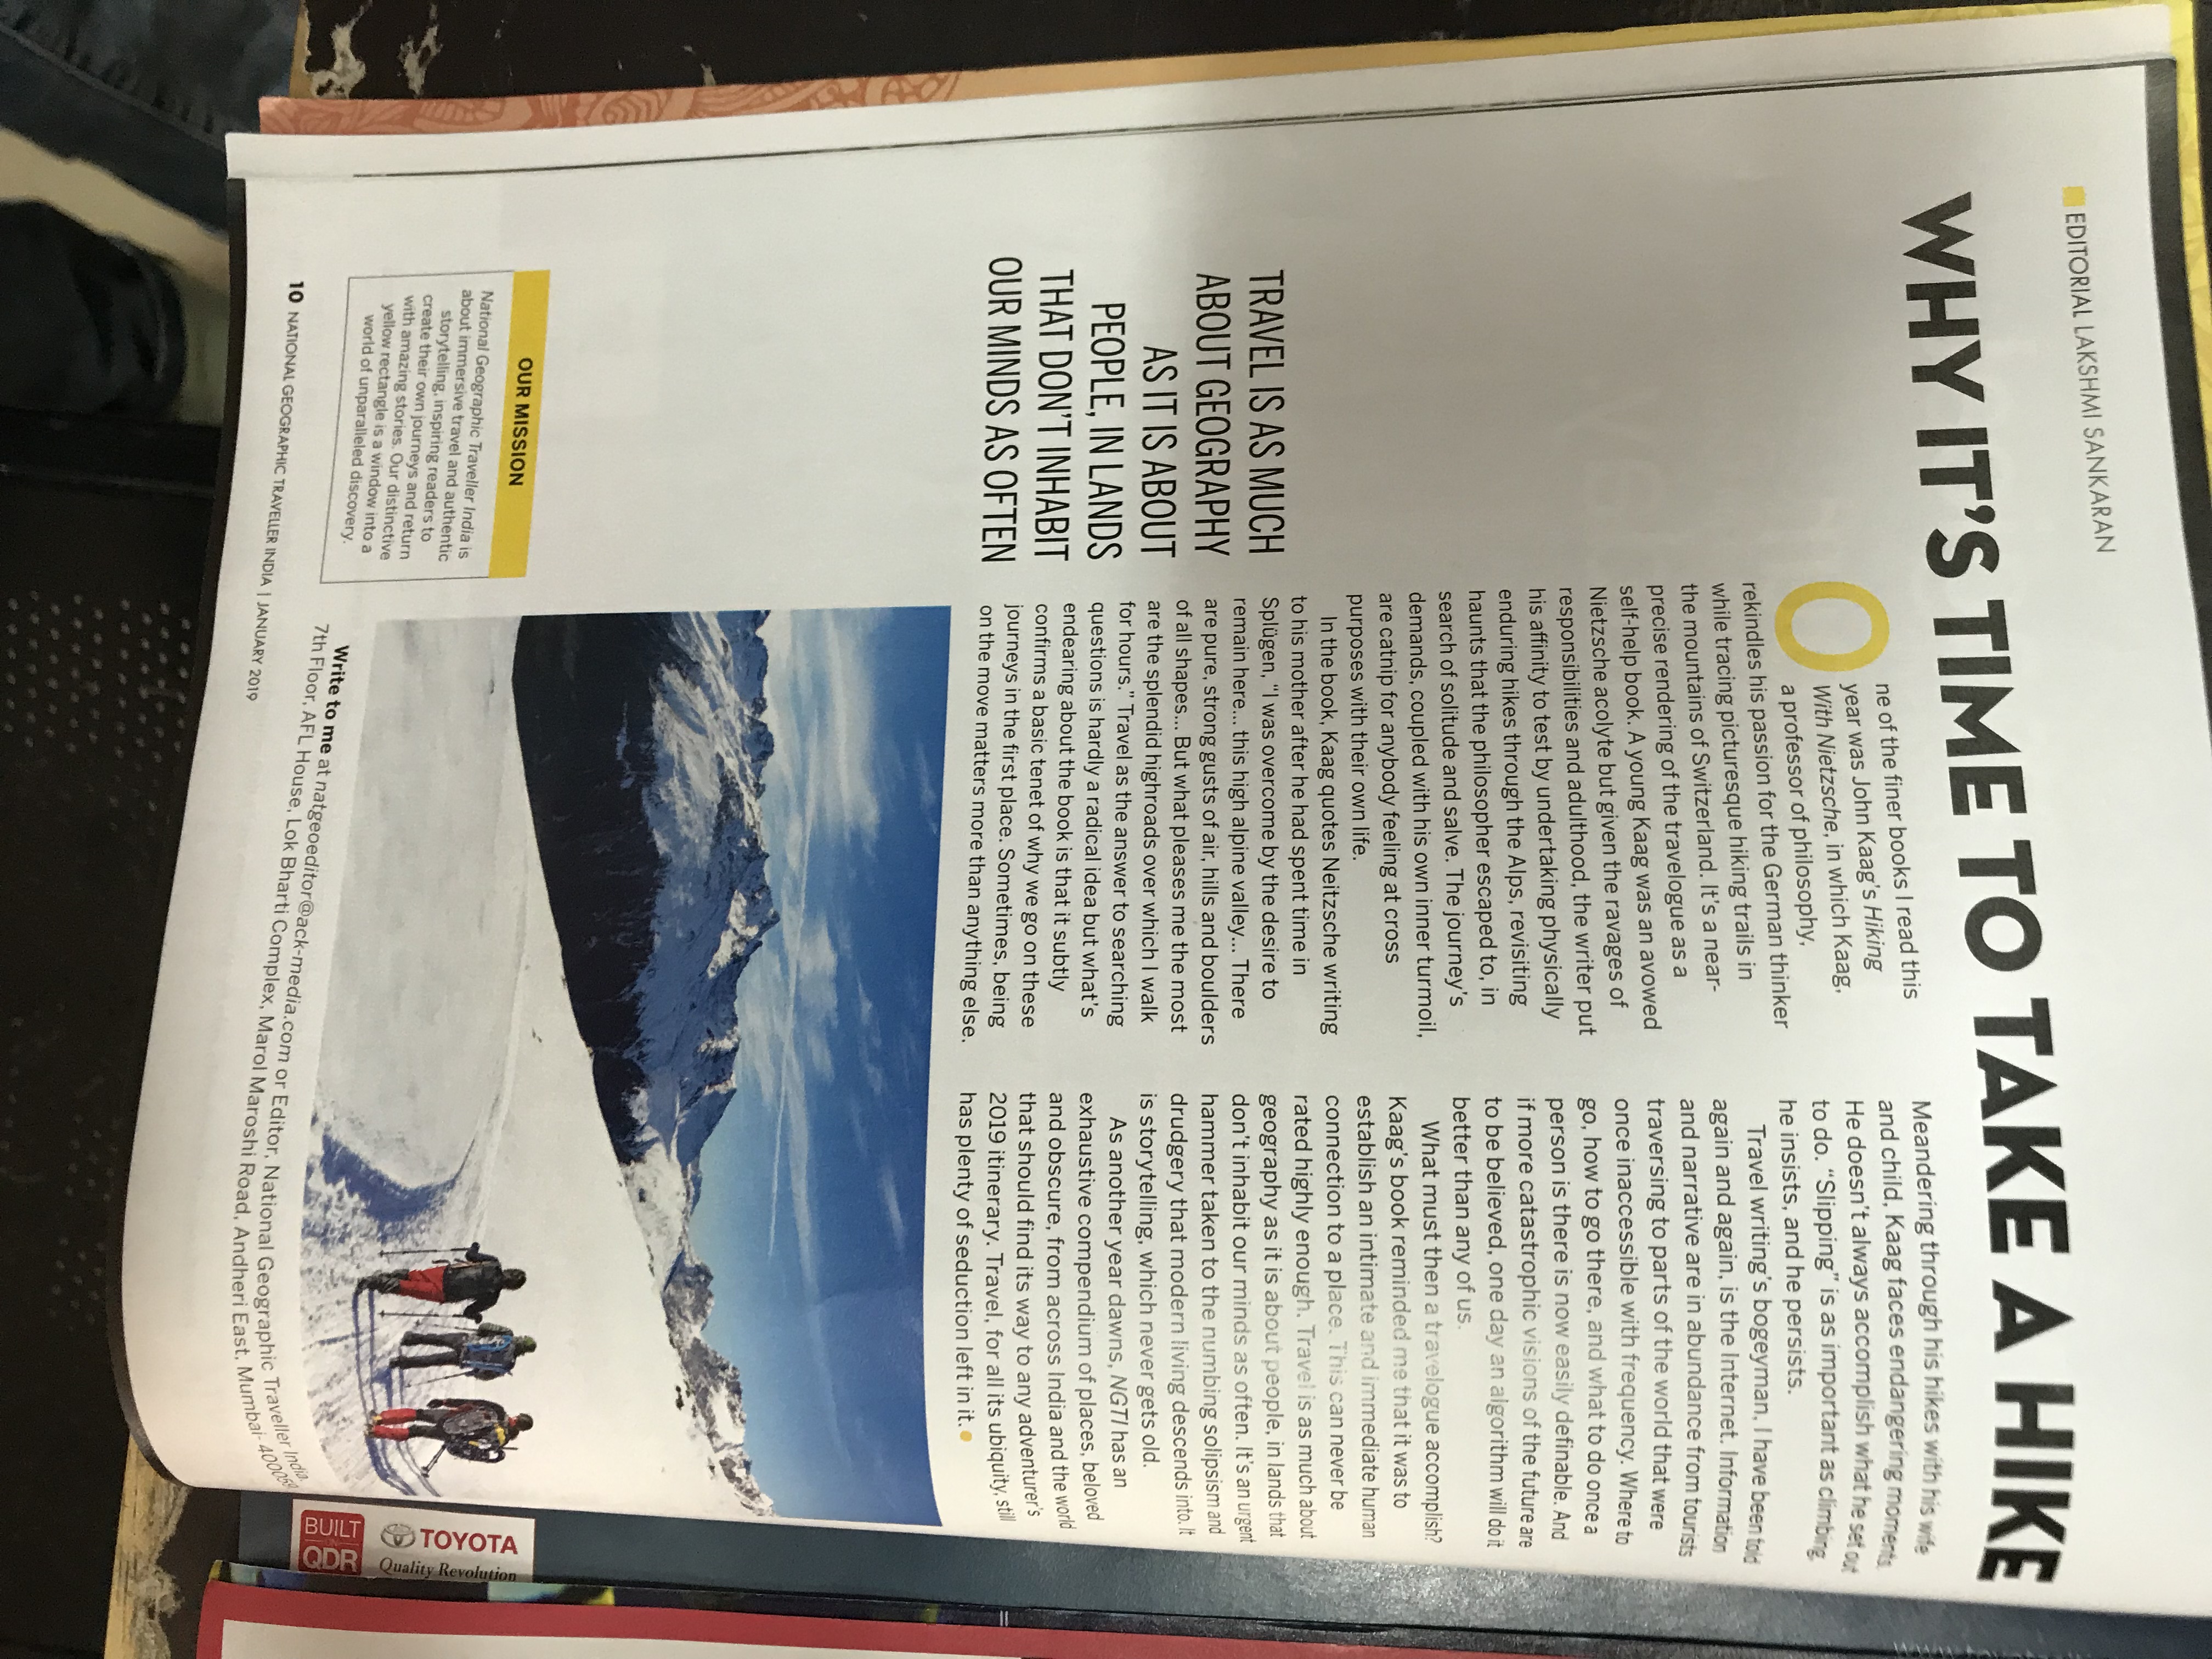 EDITORIAL LAKSHMI SANKARAN
WHY IT'S TIME TO TAKE A HIKE
One of the finer books I read this
year was John Kaag's Hiking
With Nietzsche, in which Kaag,
a professor of philosophy,
rekindles his passion for the German thinker
while tracing picturesque hiking trails in
the mountains of Switzerland. It's a near-
precise rendering of the travelogue as a
self-help book. A young Kaag was an avowed
Nietzsche acolyte but given the ravages of
responsibilities and adulthood, the writer put
his affinity to test by undertaking physically
enduring hikes through the Alps, revisiting
haunts that the philosopher escaped to, in
search of solitude and salve. The journey's
demands, coupled with his own inner turmoil,
are catnip for anybody feeling at cross
purposes with their own life.
In the book, Kaag quotes Neitzsche writing
to his mother after he had spent time in
Splügen, “I was overcome by the desire to
remain here... this high alpine valley... There
are pure, strong gusts of air, hills and boulders
of all shapes... But what pleases me the most
are the splendid highroads over which I walk
for hours.” Travel as the answer to searching
questions is hardly a radical idea but what's
endearing about the book is that it subtly
confirms a basic tenet of why we go on these
journeys in the first place. Sometimes, being
on the move matters more than anything else.
Meandering through his hikes with his wife
and child, Kaag faces endangering moments.
He doesn't always accomplish what he set out
to do. “Slipping” is as important as climbing,
he insists, and he persists.
Travel writing's bogeyman, I have been told
again and again, is the Internet. Information
and narrative are in abundance from tourists
traversing to parts of the world that were
once inaccessible with frequency. Where to
go, how to go there, and what to do once a
person is there is now easily definable. And
if more catastrophic visions of the future are
to be believed, one day an algorithm will do it
better than any of us.
What must then a travelogue accomplish?
Kaag's book reminded me that it was to
establish an intimate and immediate human
connection to a place. This can never be
rated highly enough. Travel is as much about
geography as it is about people, in lands that
don't inhabit our minds as often. It's an urgent
hammer taken to the numbing solipsism and
drudgery that modern living descends into. It
is storytelling, which never gets old.
As another year dawns, NGTI has an
exhaustive compendium of places, beloved
and obscure, from across India and the world
that should find its way to any adventurer's
2019 itinerary. Travel, for all its ubiquity, still
has plenty of seduction left in it.
TRAVEL IS AS MUCH
ABOUT GEOGRAPHY
AS IT IS ABOUT
PEOPLE, IN LANDS
THAT DON'T INHABIT
OUR MINDS AS OFTEN
OUR MISSION
National Geographic Traveller India is
about immersive travel and authentic
storytelling, inspiring readers to
create their own journeys and return
with amazing stories. Our distinctive
yellow rectangle is a window into a
world of unparalleled discovery.
Write to me at natgeoeditor@ack-media.com or Editor, National Geographic Traveller India,
7th Floor, AFL House, Lok Bharti Complex, Marol Maroshi Road, Andheri East, Mumbai- 400059.
10 NATIONAL GEOGRAPHIC TRAVELLER INDIA | JANUARY 2019
TOYOTA
Quality Revolution
BUILT
QDR